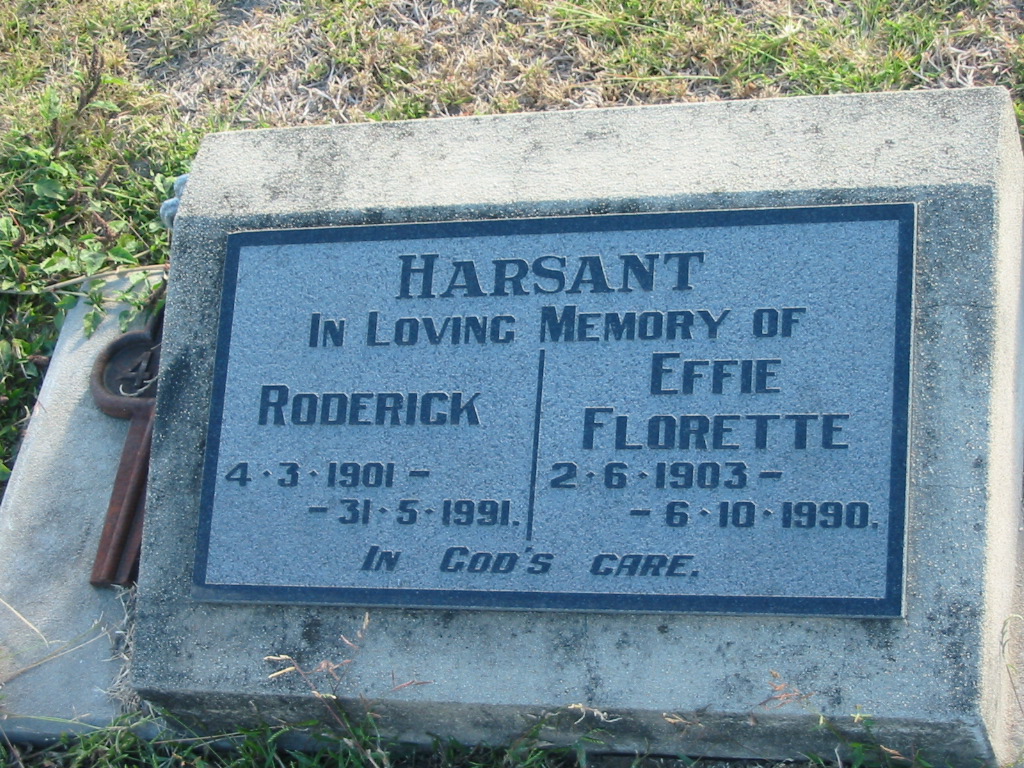 HARSANT
IN LOVING MEMORY OF
RODERICK
4·3·1901 –
– 31·5·1991.
EFFIE
FLORETTE
2·6·1903 –
– 6·10·1990.
IN GOD'S CARE.